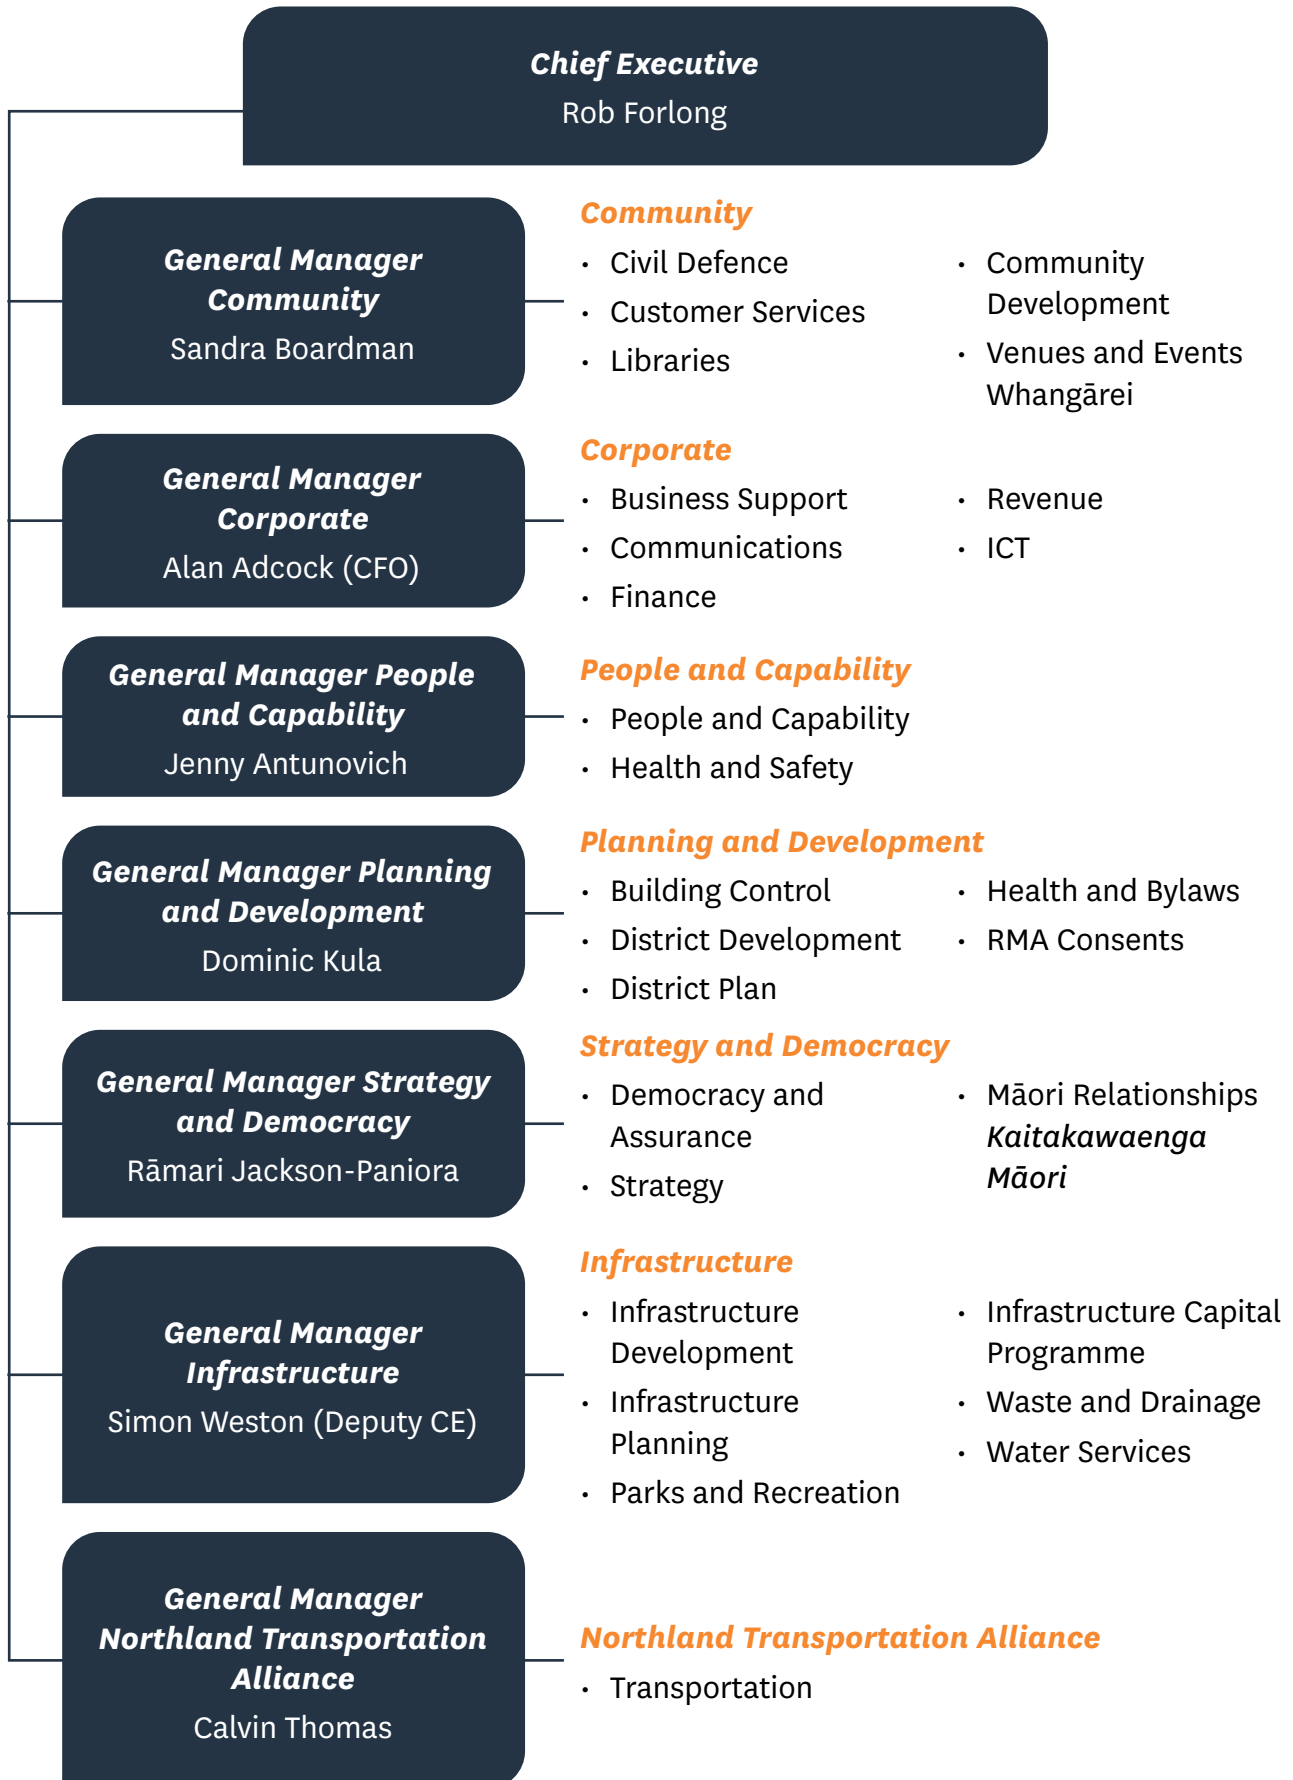 Chief Executive
Rob Forlong
General Manager
Community
Sandra Boardman
Community
· Civil Defence
· Customer Services
· Libraries
· Community
Development
· Venues and Events
Whangārei
General Manager
Corporate
Alan Adcock (CFO)
Corporate
· Business Support
· Communications
· Finance
· Revenue
· ICT
General Manager People
and Capability
Jenny Antunovich
People and Capability
· People and Capability
· Health and Safety
General Manager Planning
and Development
Dominic Kula
Planning and Development
· Building Control
· District Development
· District Plan
· Health and Bylaws
· RMA Consents
General Manager Strategy
and Democracy
Rāmari Jackson-Paniora
Strategy and Democracy
· Democracy and
Assurance
· Strategy
· Māori Relationships
Kaitakawaenga
Māori
General Manager
Infrastructure
Simon Weston (Deputy CE)
Infrastructure
· Infrastructure
Development
· Infrastructure
Planning
· Parks and Recreation
· Infrastructure Capital
Programme
· Waste and Drainage
· Water Services
General Manager
Northland Transportation
Alliance
Calvin Thomas
Northland Transportation Alliance
· Transportation